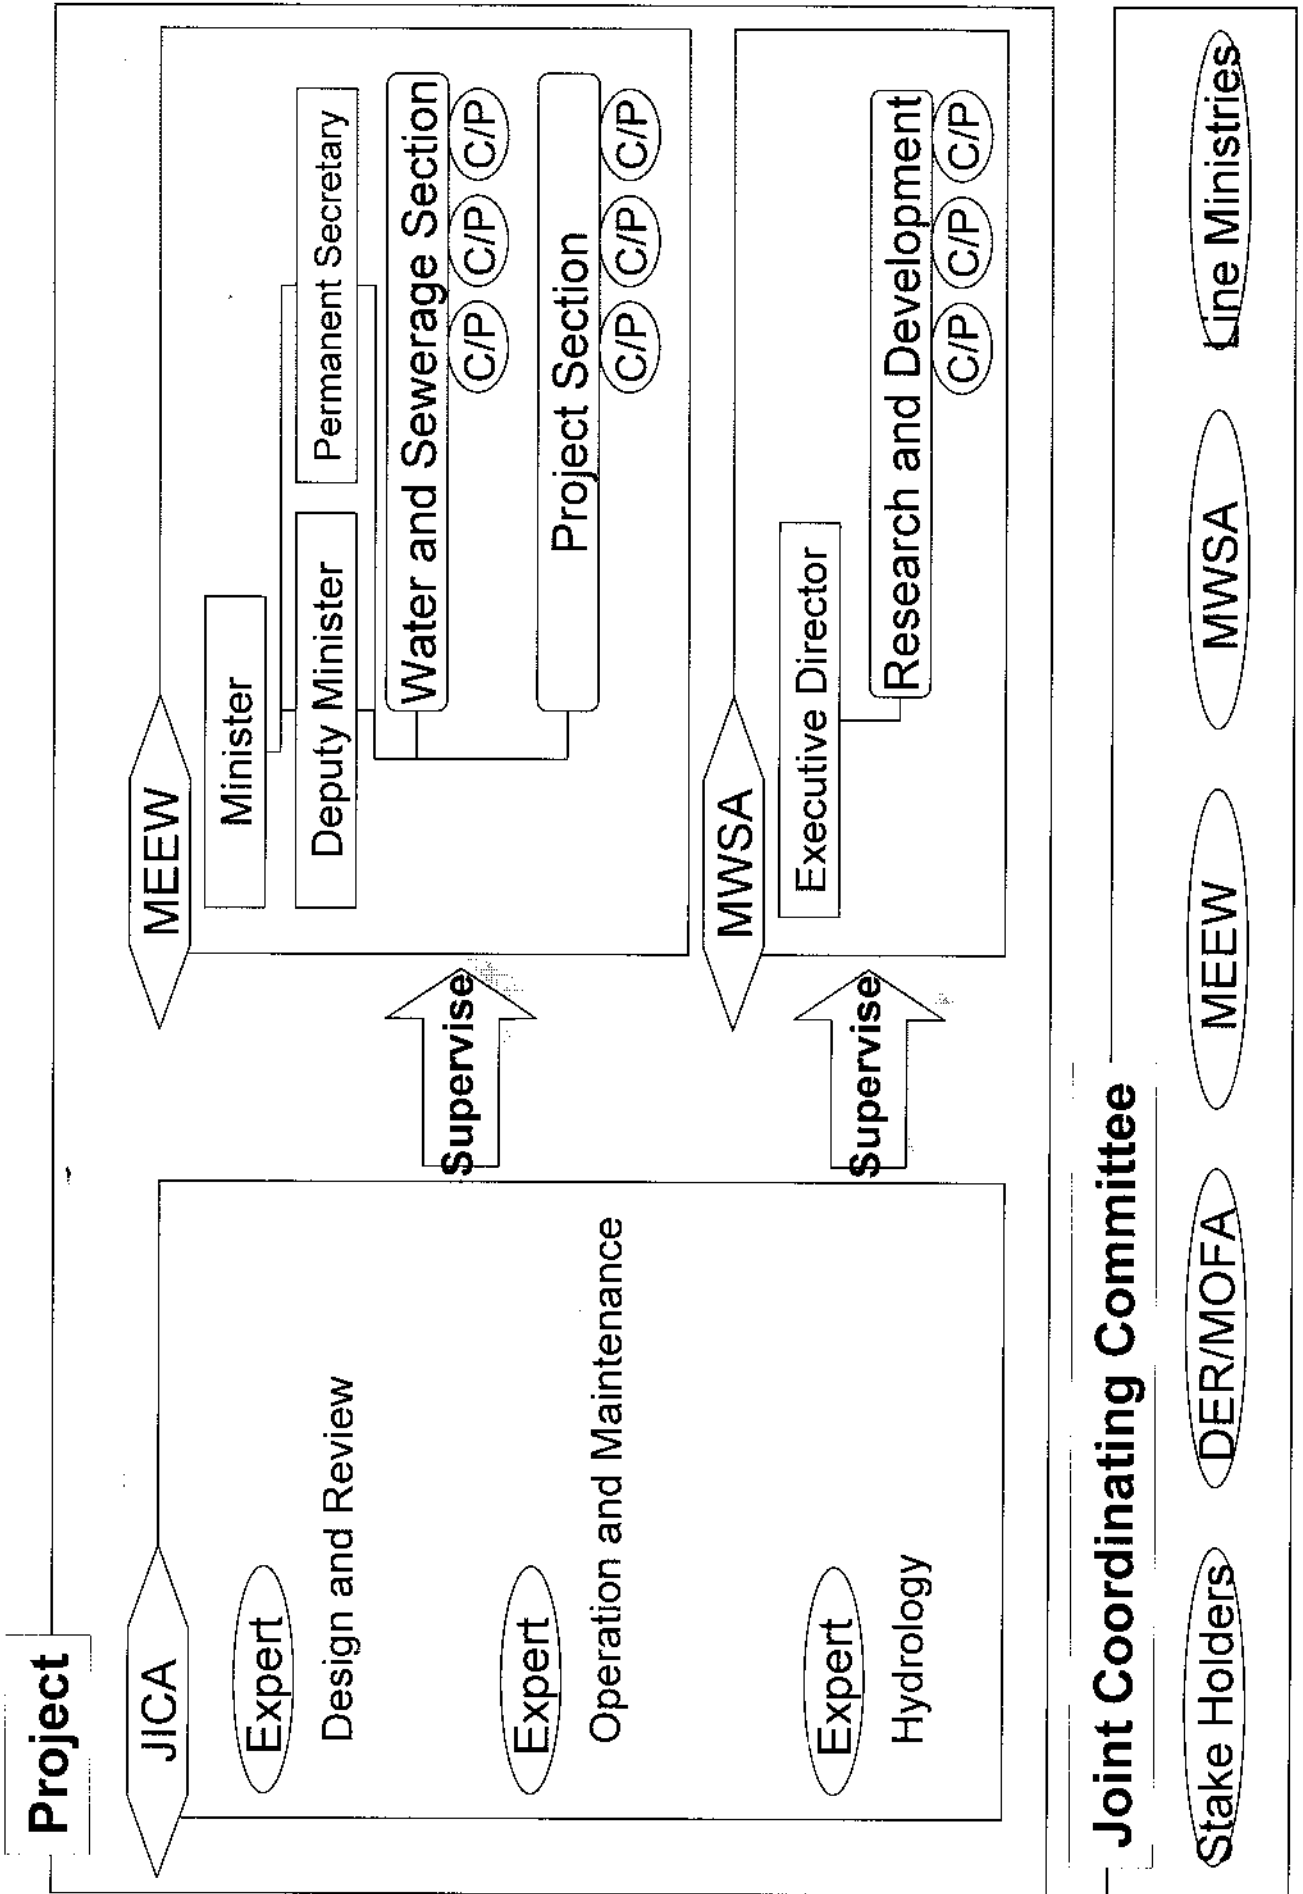 Project
JICA
Expert
Design and Review
Expert
Operation and Maintenance
Expert
Hydrology
Supervise
Supervise
MEEW
Minister
Deputy Minister
Permanent Secretary
Water and Sewerage Section
C/P C/P C/P
Project Section
C/P C/P C/P
MWSA
Executive Director
Research and Development
C/P C/P C/P
Joint Coordinating Committee
Stake Holders
DER/MOFA
MEEW
MWSA
Line Ministries